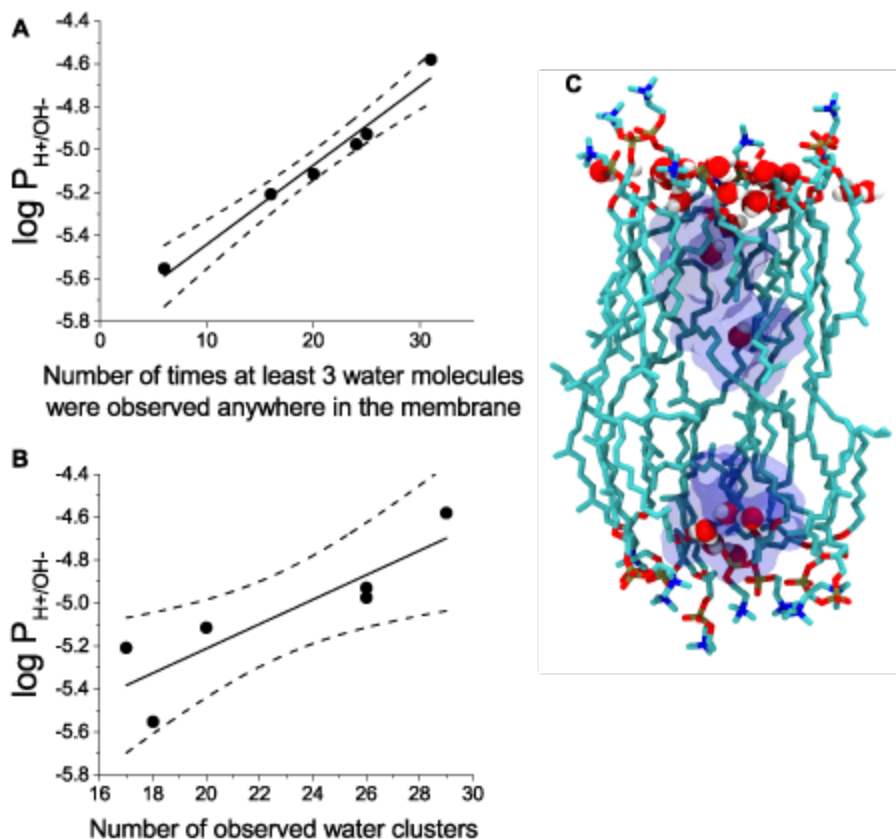 A
-4.4
-4.6
-4.8
-5.0
-5.2
-5.4
-5.6
-5.8
log P H+/OH-
0 10 20 30
Number of times at least 3 water molecules
were observed anywhere in the membrane
B
-4.4
-4.6
-4.8
-5.0
-5.2
-5.4
-5.6
-5.8
log P H+/OH-
16 18 20 22 24 26 28 30
Number of observed water clusters
C